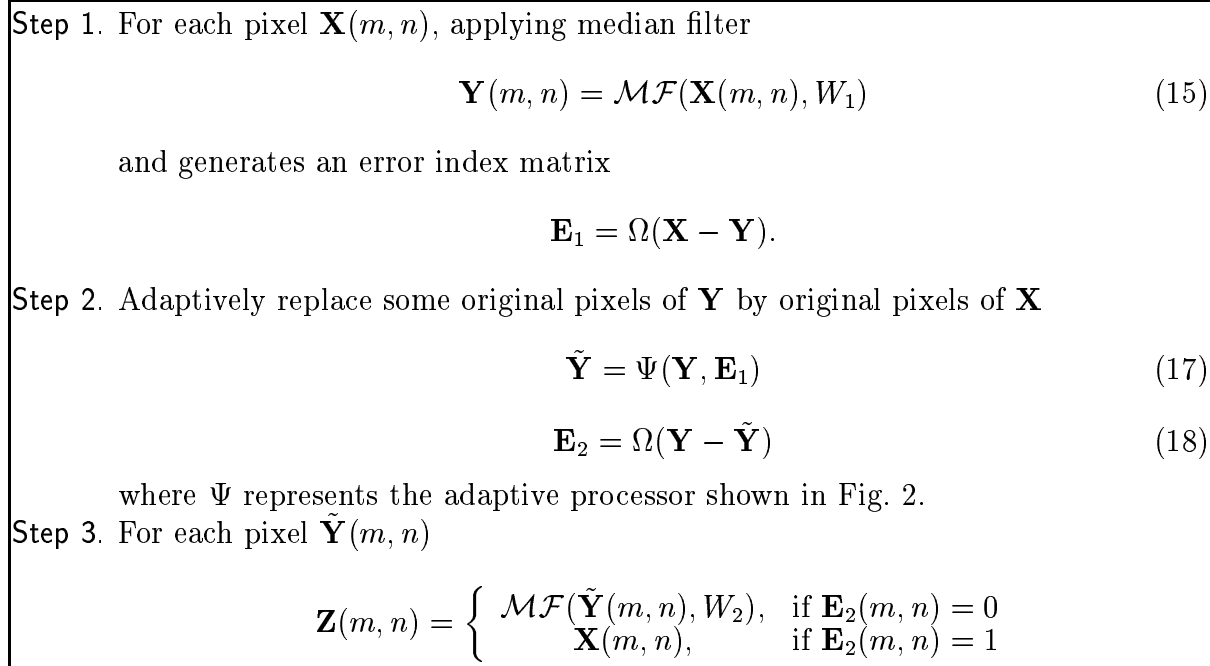 Step 1. For each pixel X(m, n), applying median filter
Y(m, n) = MF(X(m, n), W₁) (15)
and generates an error index matrix
E₁ = Ω(X − Y).
Step 2. Adaptively replace some original pixels of Y by original pixels of X
Ỹ = Ψ(Y, E₁) (17)
E₂ = Ω(Y − Ỹ) (18)
where Ψ represents the adaptive processor shown in Fig. 2.
Step 3. For each pixel Ỹ(m, n)
Z(m, n) = { MF(Ỹ(m, n), W₂), if E₂(m, n) = 0
X(m, n), if E₂(m, n) = 1